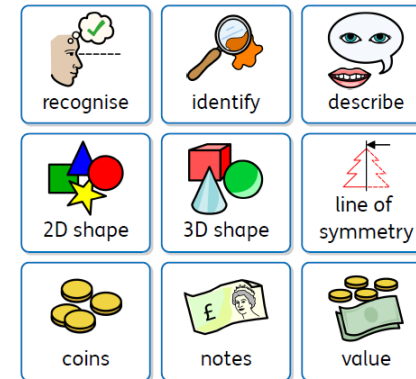 recognise
identify
describe
2D shape
3D shape
line of
symmetry
£
coins
notes
value